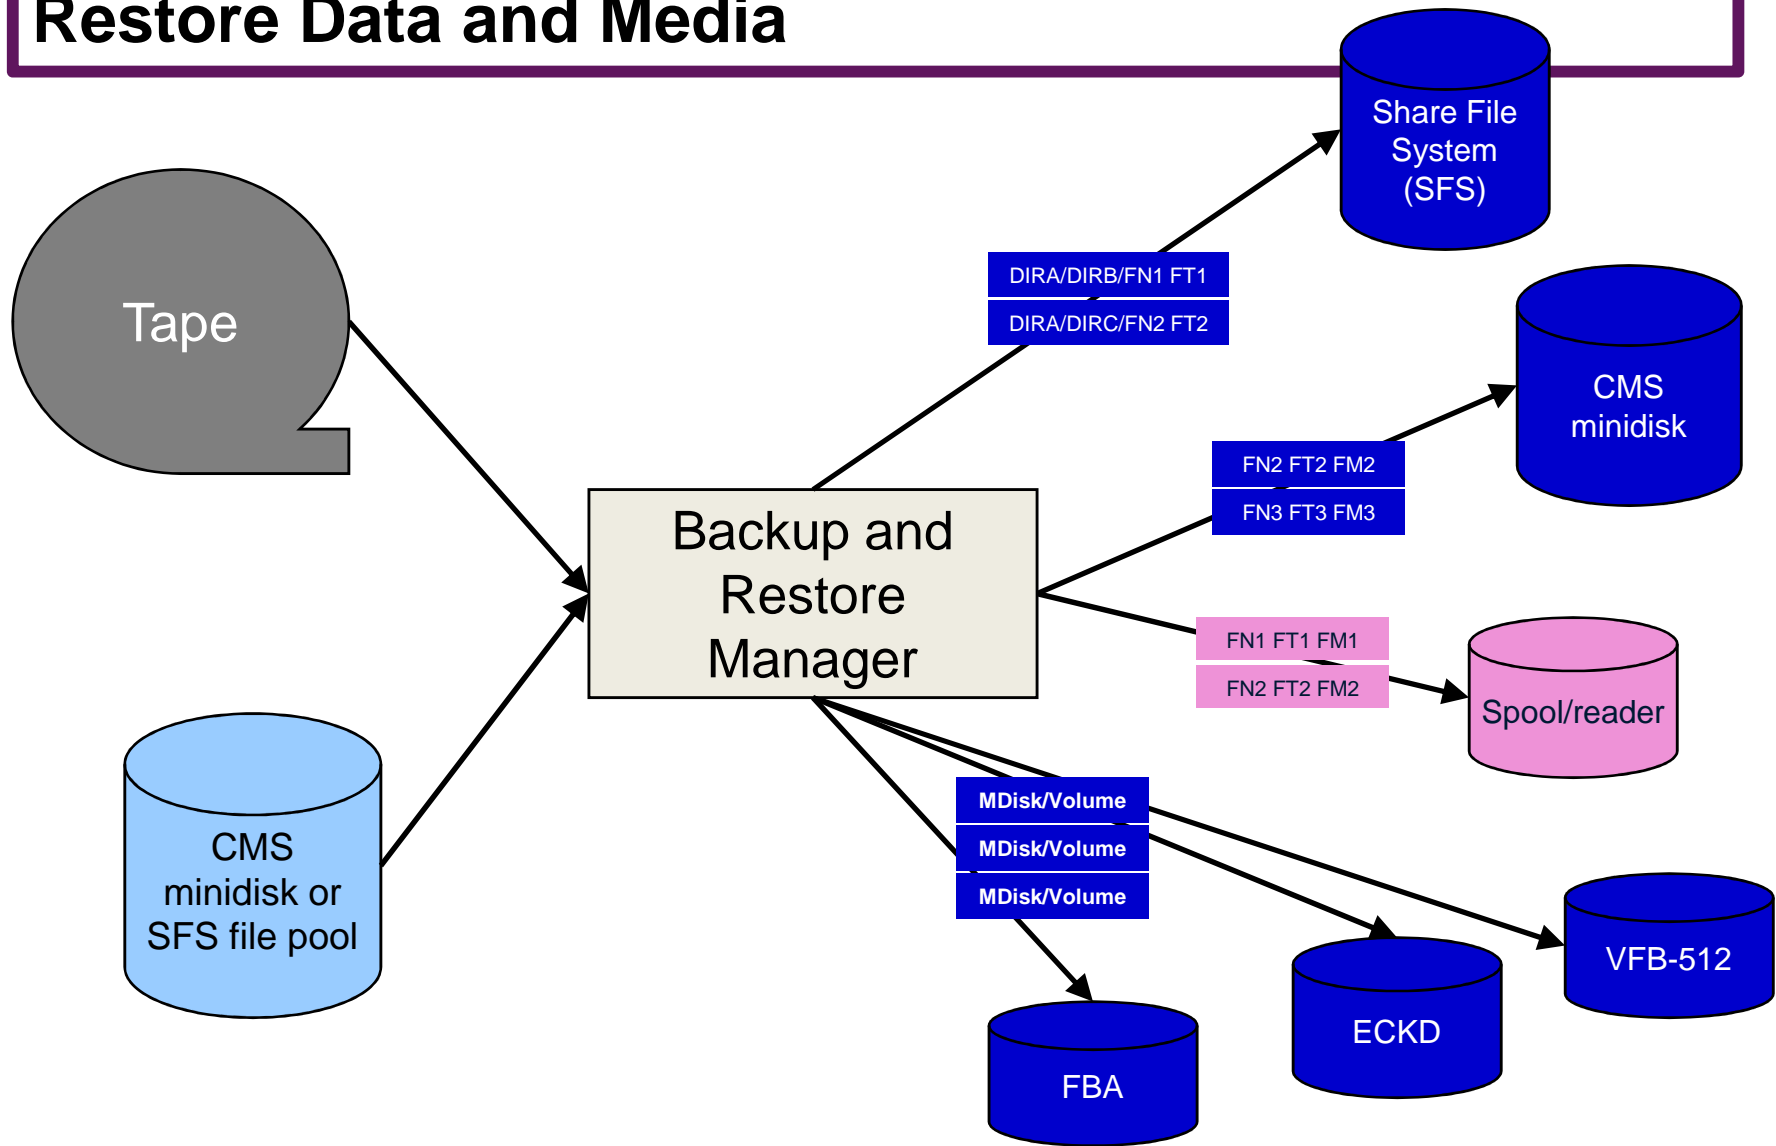 Restore Data and Media
Share File
System
(SFS)
Tape
DIRA/DIRB/FN1 FT1
DIRA/DIRC/FN2 FT2
CMS
minidisk
FN2 FT2 FM2
FN3 FT3 FM3
Backup and
Restore
Manager
FN1 FT1 FM1
FN2 FT2 FM2
Spool/reader
CMS
minidisk or
SFS file pool
MDisk/Volume
MDisk/Volume
MDisk/Volume
VFB-512
ECKD
FBA